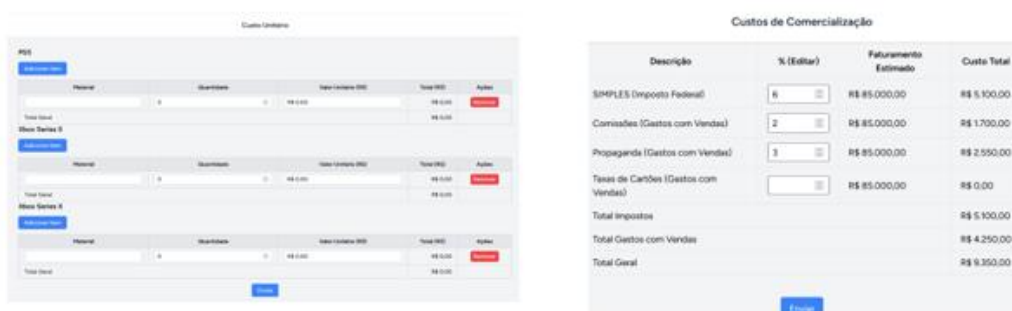 Custo Unitário
PS5
Adicionar Item
Material Quantidade Valor Unitário (R$) Total (R$) Ações
0 R$ 0,00 R$ 0,00 Remover
Total Geral R$ 0,00
Xbox Series S
Adicionar Item
Material Quantidade Valor Unitário (R$) Total (R$) Ações
0 R$ 0,00 R$ 0,00 Remover
Total Geral R$ 0,00
Xbox Series X
Adicionar Item
Material Quantidade Valor Unitário (R$) Total (R$) Ações
0 R$ 0,00 R$ 0,00 Remover
Total Geral R$ 0,00
Enviar
Custos de Comercialização
Descrição % (Editar) Faturamento Estimado Custo Total
SIMPLES (Imposto Federal) 6 R$ 85.000,00 R$ 5.100,00
Comissões (Gastos com Vendas) 2 R$ 85.000,00 R$ 1.700,00
Propaganda (Gastos com Vendas) 3 R$ 85.000,00 R$ 2.550,00
Taxas de Cartões (Gastos com
Vendas) R$ 85.000,00 R$ 0,00
Total Impostos R$ 5.100,00
Total Gastos com Vendas R$ 4.250,00
Total Geral R$ 9.350,00
Enviar